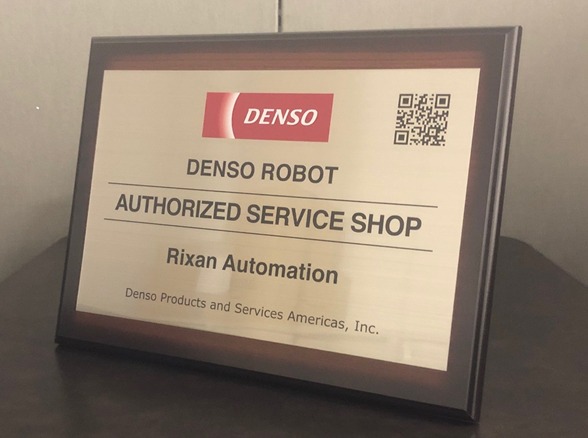 DENSO
DENSO ROBOT
AUTHORIZED SERVICE SHOP
Rixan Automation
Denso Products and Services Americas, Inc.